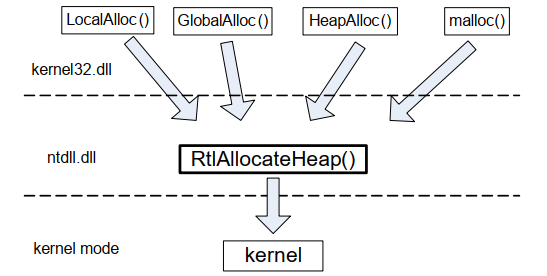 LocalAlloc()
GlobalAlloc()
HeapAlloc()
malloc()
kernel32.dll
ntdll.dll
RtlAllocateHeap()
kernel mode
kernel